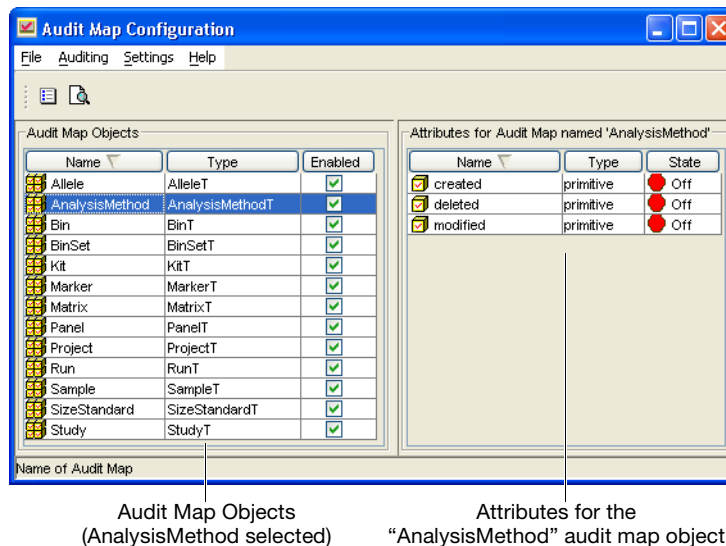 Audit Map Configuration
File Auditing Settings Help
Audit Map Objects
Name Type Enabled
Allele AlleleT
AnalysisMethod AnalysisMethodT
Bin BinT
BinSet BinSetT
Kit KitT
Marker MarkerT
Matrix MatrixT
Panel PanelT
Project ProjectT
Run RunT
Sample SampleT
SizeStandard SizeStandardT
Study StudyT
Attributes for Audit Map named 'AnalysisMethod'
Name Type State
created primitive Off
deleted primitive Off
modified primitive Off
Name of Audit Map
Audit Map Objects
(AnalysisMethod selected)
Attributes for the
“AnalysisMethod” audit map object